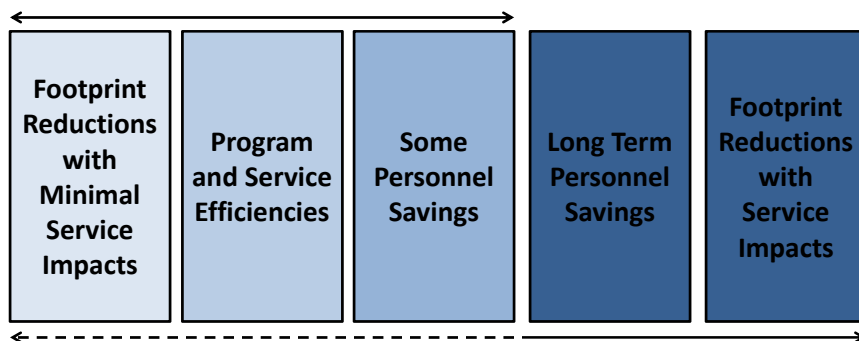 Footprint
Reductions
with
Minimal
Service
Impacts
Program
and Service
Efficiencies
Some
Personnel
Savings
Long Term
Personnel
Savings
Footprint
Reductions
with
Service
Impacts